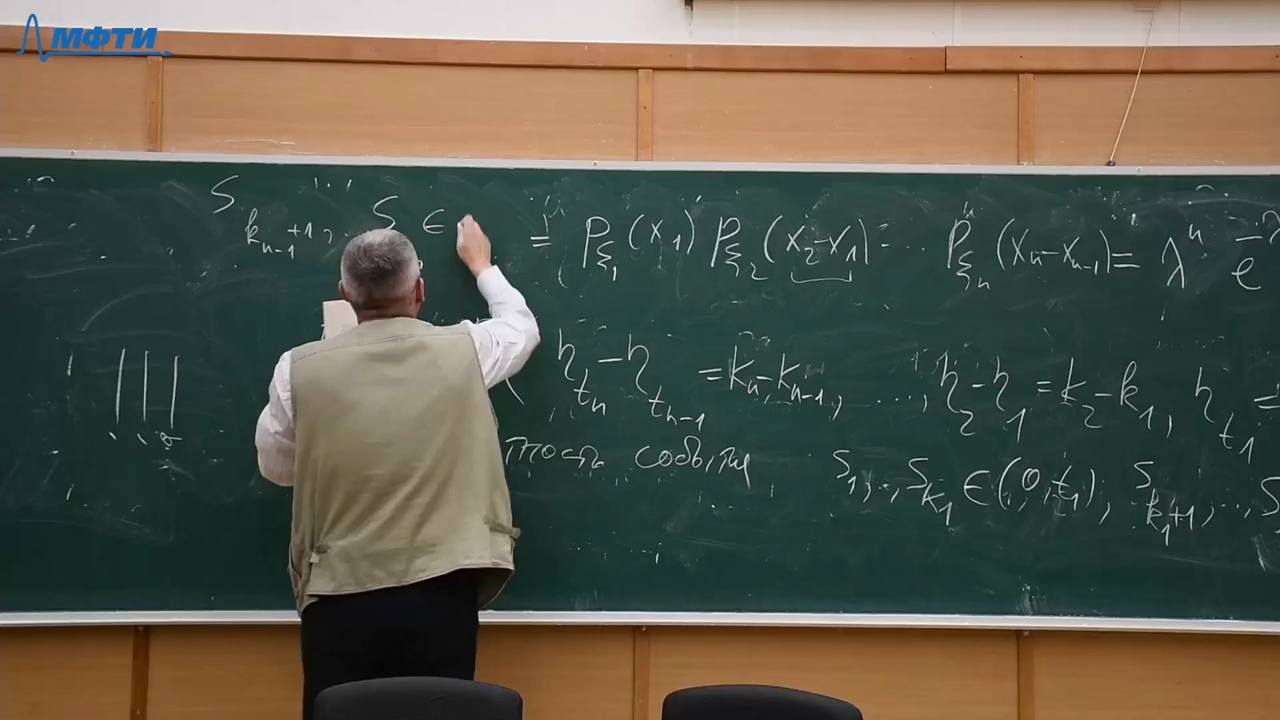 МФТИ
S_{k_{n-1}+1}, ... S ∈
= P_{ξ_1}(x_1) P_{ξ_2}(x_2-x_1) ... P_{ξ_n}(x_n-x_{n-1}) = λ^n e^{-λ
η_{t_n} - η_{t_{n-1}} = k_n - k_{n-1}, ..., η_2 - η_1 = k_2 - k_1, η_{t_1} =
ность события S_1, ..., S_{k_1} ∈ (0, t_1), S_{k_1+1}, ..., S